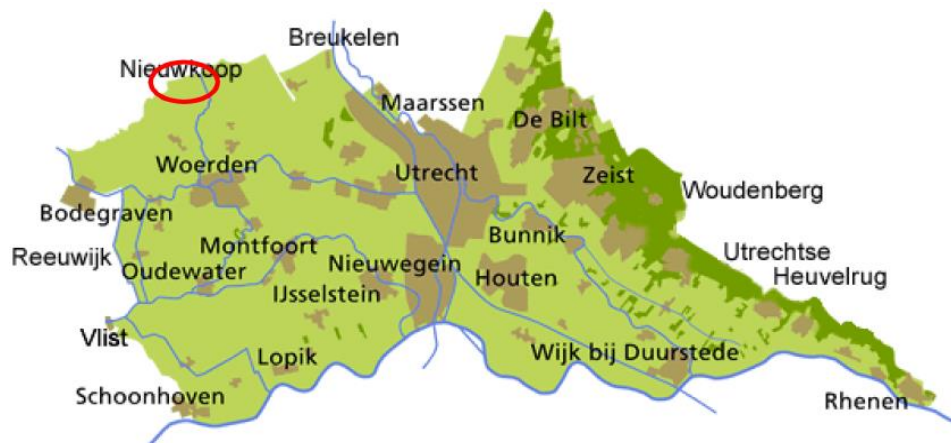 Breukelen
Nieuwkoop
Maarssen
De Bilt
Woerden
Utrecht
Zeist
Woudenberg
Bodegraven
Bunnik
Reeuwijk
Montfoort
Utrechtse
Oudewater
Nieuwegein
Houten
Heuvelrug
IJsselstein
Vlist
Lopik
Wijk bij Duurstede
Schoonhoven
Rhenen